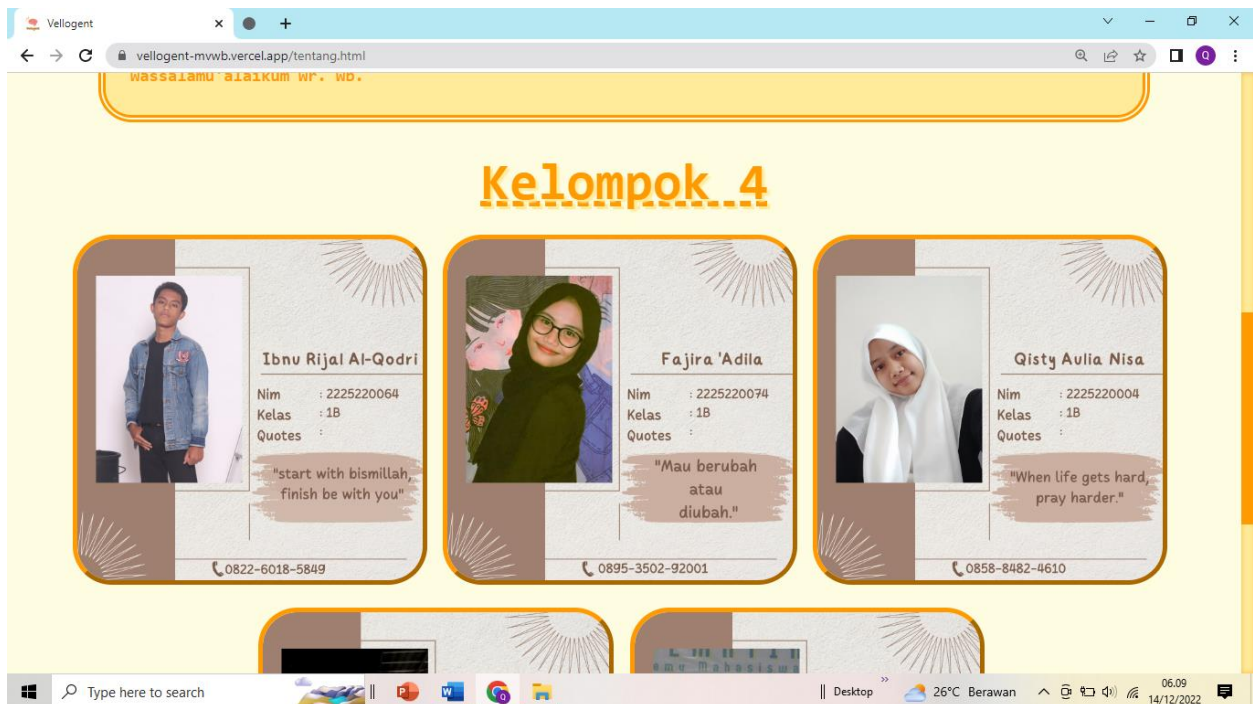 Vellogent
vellogent-mvwb.vercel.app/tentang.html
Q
wassalamu'alaikum wr. wb.
Kelompok 4
Ibnu Rijal Al-Qodri
Nim : 2225220064
Kelas : 1B
Quotes :
"start with bismillah,
finish be with you"
0822-6018-5849
Fajira 'Adila
Nim : 2225220074
Kelas : 1B
Quotes :
"Mau berubah
atau
diubah."
0895-3502-92001
Qisty Aulia Nisa
Nim : 2225220004
Kelas : 1B
Quotes :
"When life gets hard,
pray harder."
0858-8482-4610
Mahasiswa
Type here to search
Desktop
26°C Berawan
06.09
14/12/2022